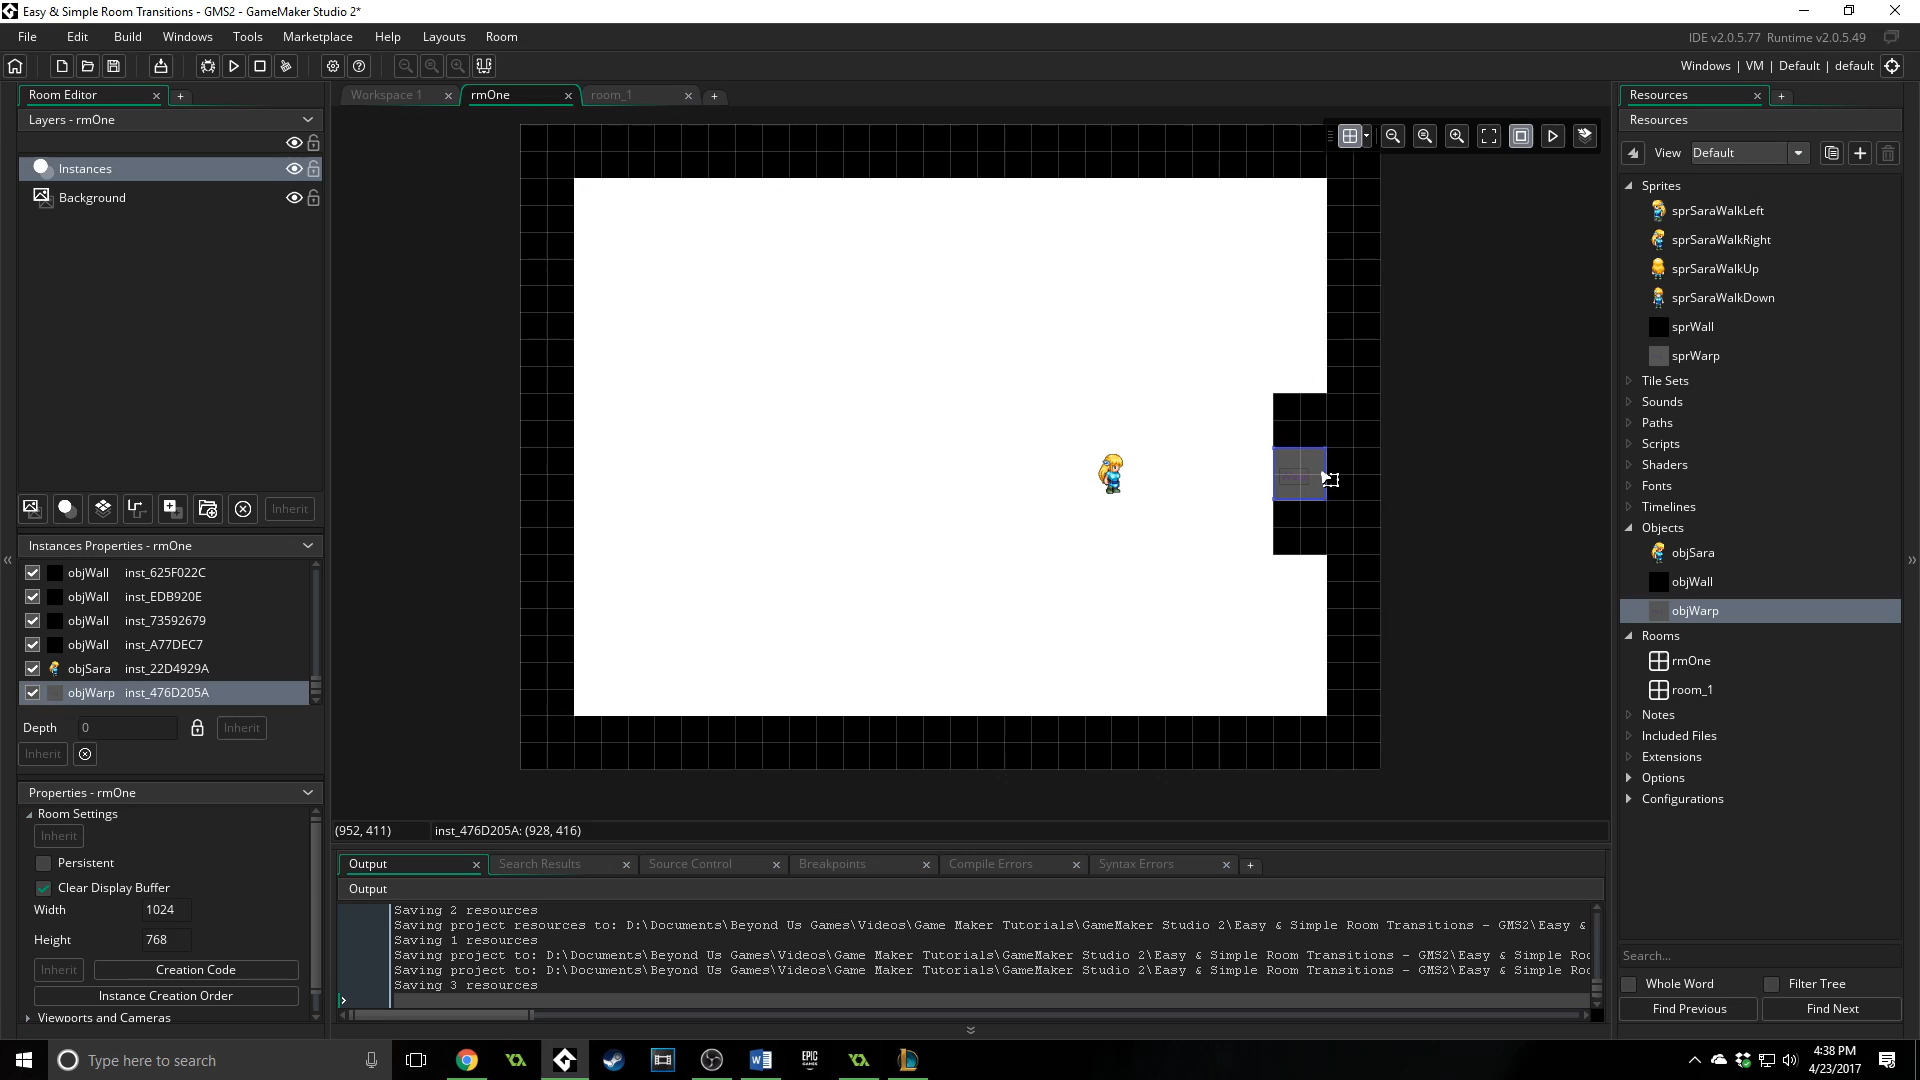 Easy & Simple Room Transitions - GMS2 - GameMaker Studio 2*
File Edit Build Windows Tools Marketplace Help Layouts Room
IDE v2.0.5.77 Runtime v2.0.5.49
Windows | VM | Default | default
Room Editor
Layers - rmOne
Instances
Background
Inherit
Instances Properties - rmOne
objWall inst_625F022C
objWall inst_EDB920E
objWall inst_73592679
objWall inst_A77DEC7
objSara inst_22D4929A
objWarp inst_476D205A
Depth 0 Inherit
Inherit
Properties - rmOne
Room Settings
Inherit
Persistent
Clear Display Buffer
Width 1024
Height 768
Inherit Creation Code
Instance Creation Order
Viewports and Cameras
Workspace 1 rmOne room_1
(952, 411) inst_476D205A: (928, 416)
Output Search Results Source Control Breakpoints Compile Errors Syntax Errors
Output
Saving 2 resources
Saving project resources to: D:\Documents\Beyond Us Games\Videos\Game Maker Tutorials\GameMaker Studio 2\Easy & Simple Room Transitions - GMS2\Easy &
Saving 1 resources
Saving project to: D:\Documents\Beyond Us Games\Videos\Game Maker Tutorials\GameMaker Studio 2\Easy & Simple Room Transitions - GMS2\Easy & Simple Roo
Saving project to: D:\Documents\Beyond Us Games\Videos\Game Maker Tutorials\GameMaker Studio 2\Easy & Simple Room Transitions - GMS2\Easy & Simple Roo
Saving 3 resources
Resources
Resources
View Default
Sprites
sprSaraWalkLeft
sprSaraWalkRight
sprSaraWalkUp
sprSaraWalkDown
sprWall
sprWarp
Tile Sets
Sounds
Paths
Scripts
Shaders
Fonts
Timelines
Objects
objSara
objWall
objWarp
Rooms
rmOne
room_1
Notes
Included Files
Extensions
Options
Configurations
Search...
Whole Word Filter Tree
Find Previous Find Next
Type here to search
EPIC GAMES
4:38 PM
4/23/2017